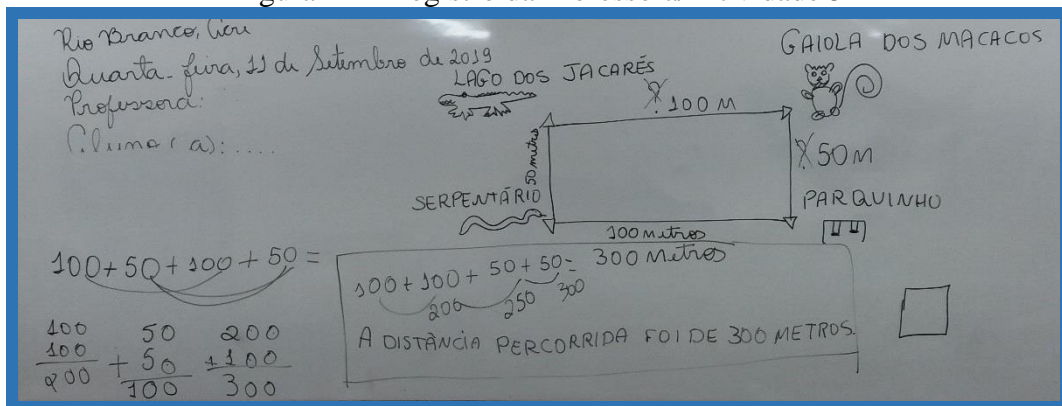 Rio Branco, Acre
Quarta-feira, 11 de Setembro de 2019
Professora:
Aluno (a): ....
LAGO DOS JACARÉS
GAIOLA DOS MACACOS
100 M
50 metros
50 M
SERPENTÁRIO
PARQUINHO
100 metros
100 + 50 + 100 + 50 =
100 + 100 + 50 + 50 = 300 metros
200 250 300
A DISTÂNCIA PERCORRIDA FOI DE 300 METROS.
100 50 200
100 + 50 + 100
200 100 300